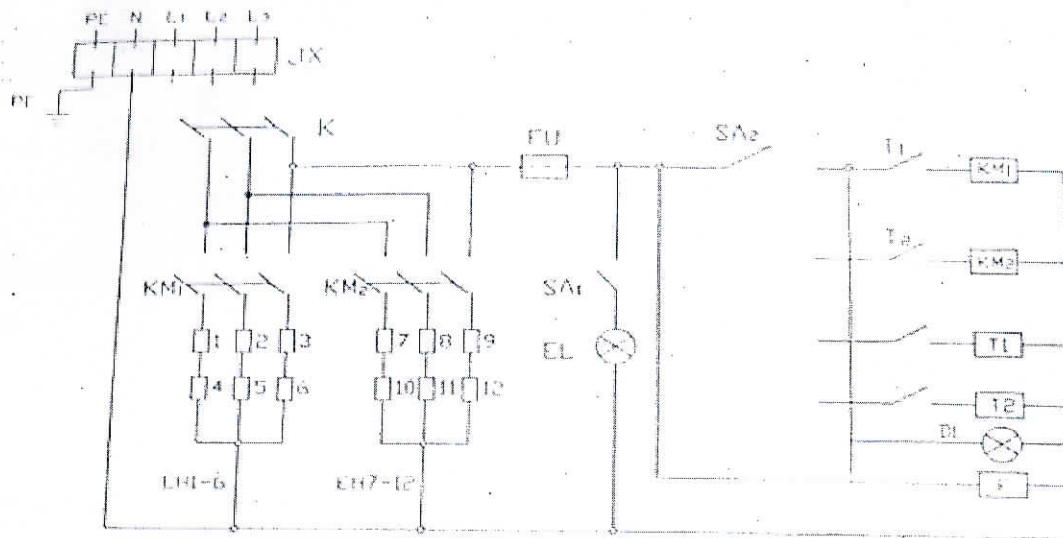 PE N L1 L2 L3
JX
PE
K
FU
SA2
T1
KM1
T2
KM2
KM1
KM2
SA1
EL
1 2 3
7 8 9
4 5 6
10 11 12
T1
T2
D1
EH1-6
EH7-12